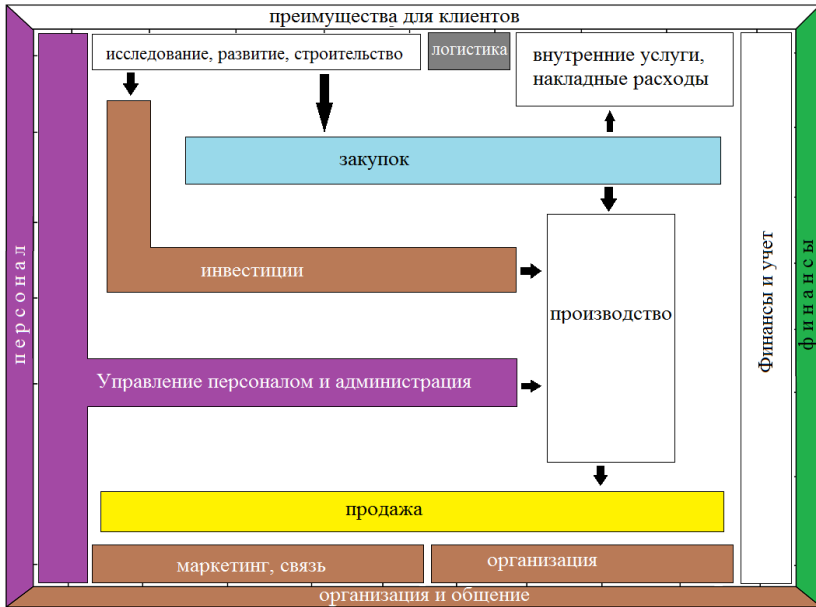 преимущества для клиентов
исследование, развитие, строительство
логистика
внутренние услуги,
накладные расходы
закупок
инвестиции
производство
Управление персоналом и администрация
продажа
маркетинг, связь
организация
организация и общение
персонал
Финансы и учет
финансы